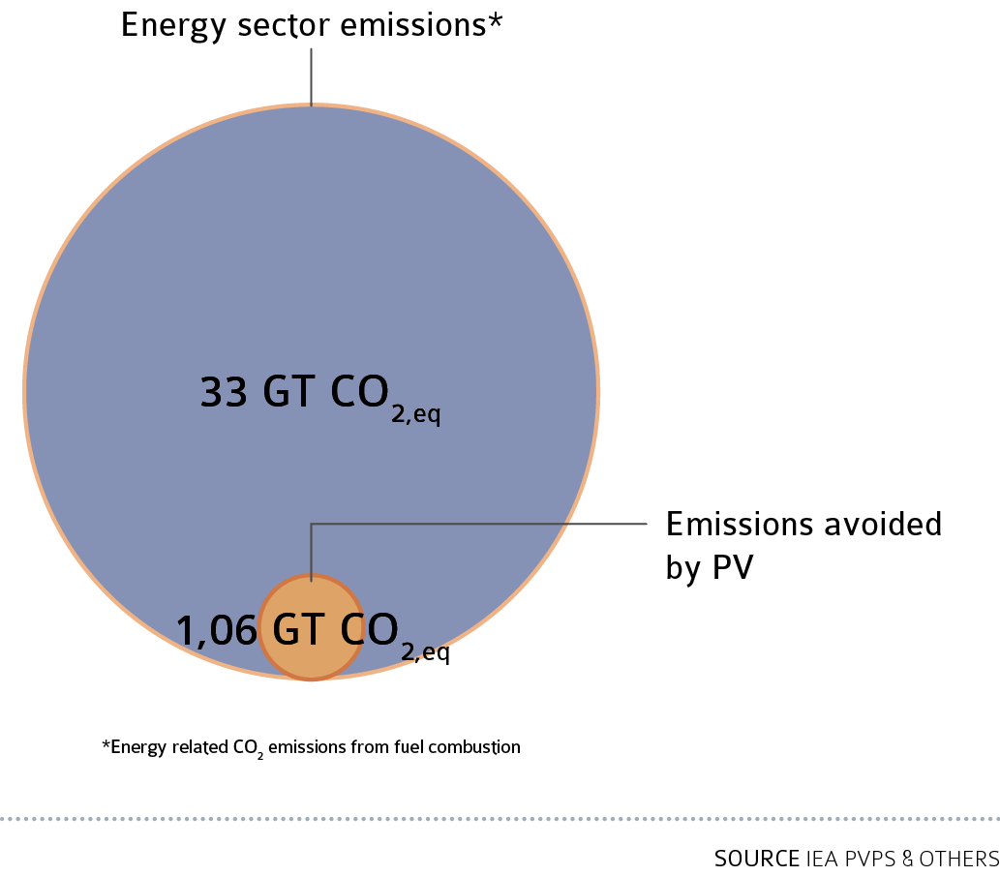 Energy sector emissions*
33 GT CO2,eq
Emissions avoided
by PV
1,06 GT CO2,eq
*Energy related CO2 emissions from fuel combustion
SOURCE IEA PVPS & OTHERS